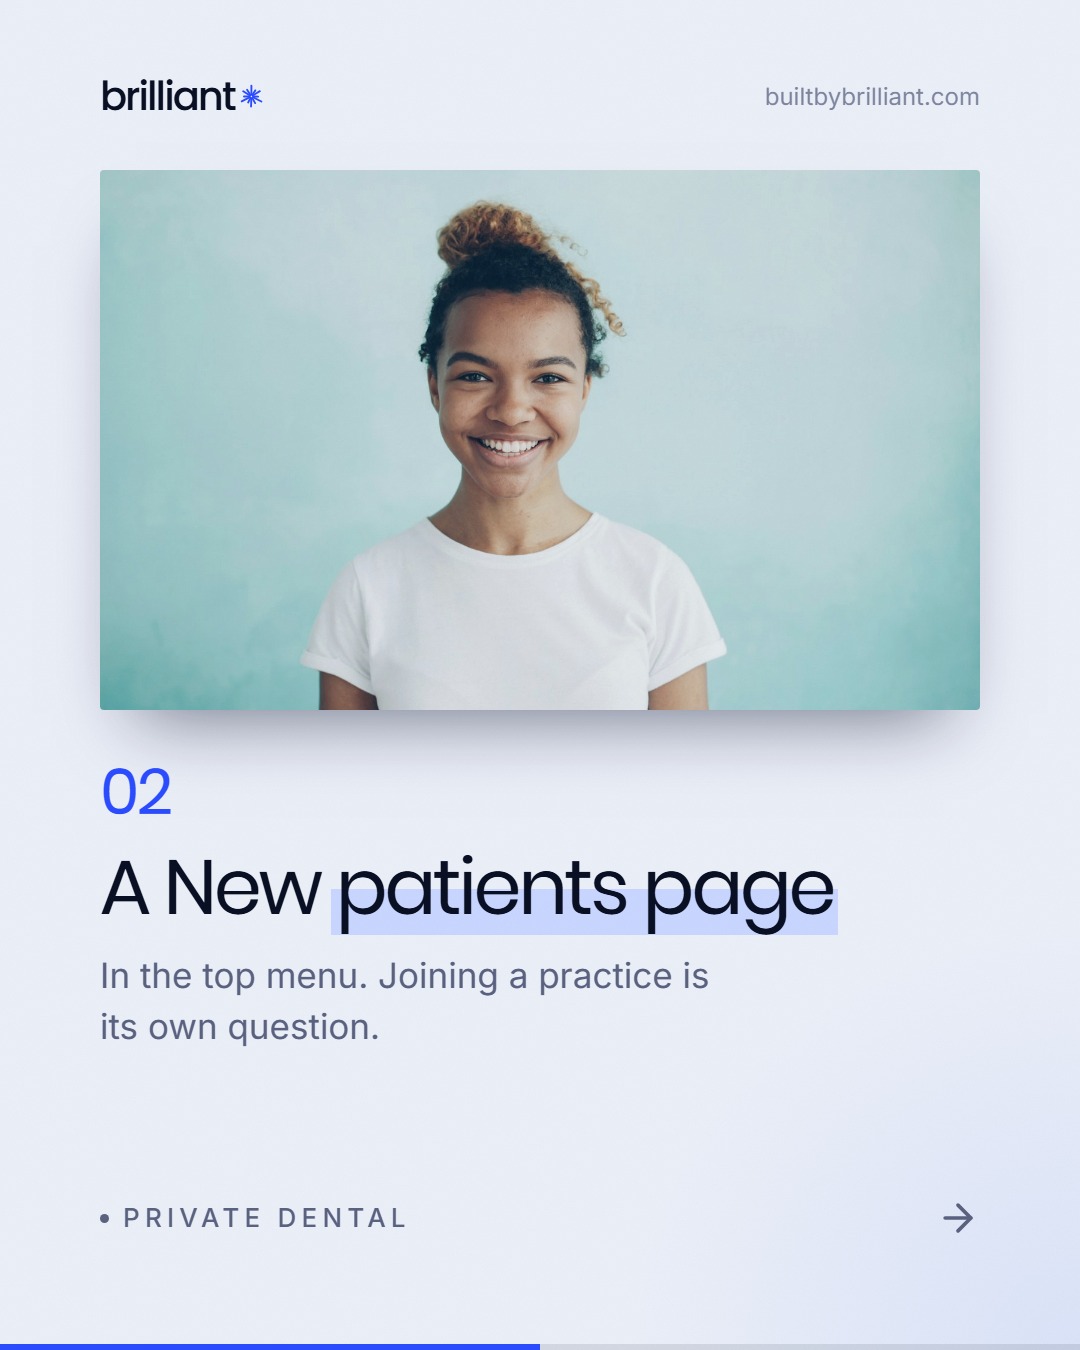 brilliant
builtbybrilliant.com
02
A New patients page
In the top menu. Joining a practice is
its own question.
• PRIVATE DENTAL